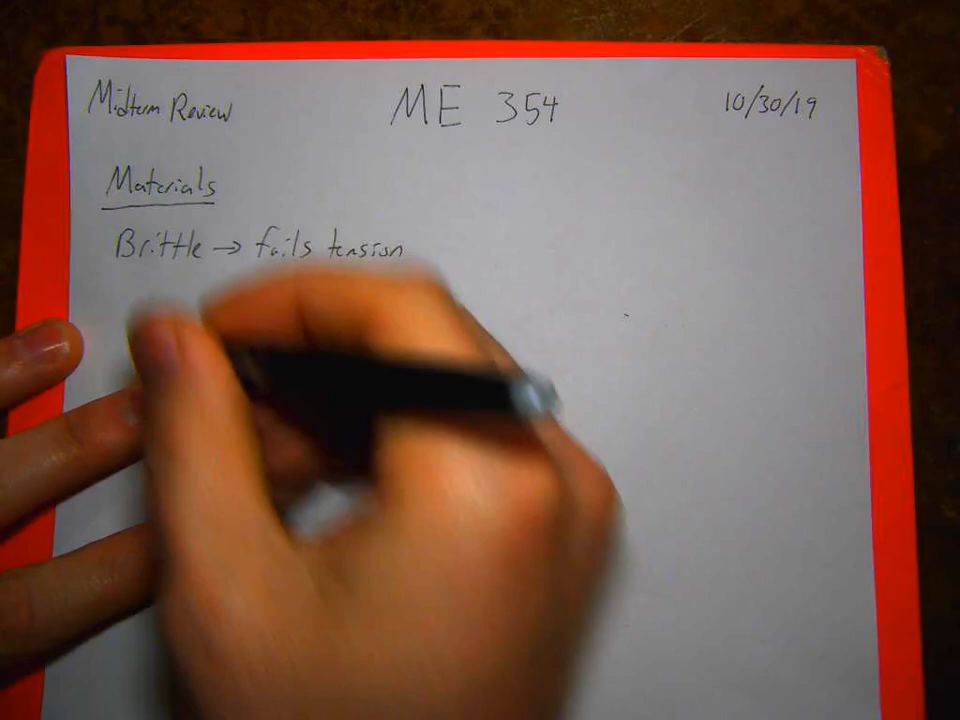 Midterm Review ME 354 10/30/19
Materials
Brittle → fails tension